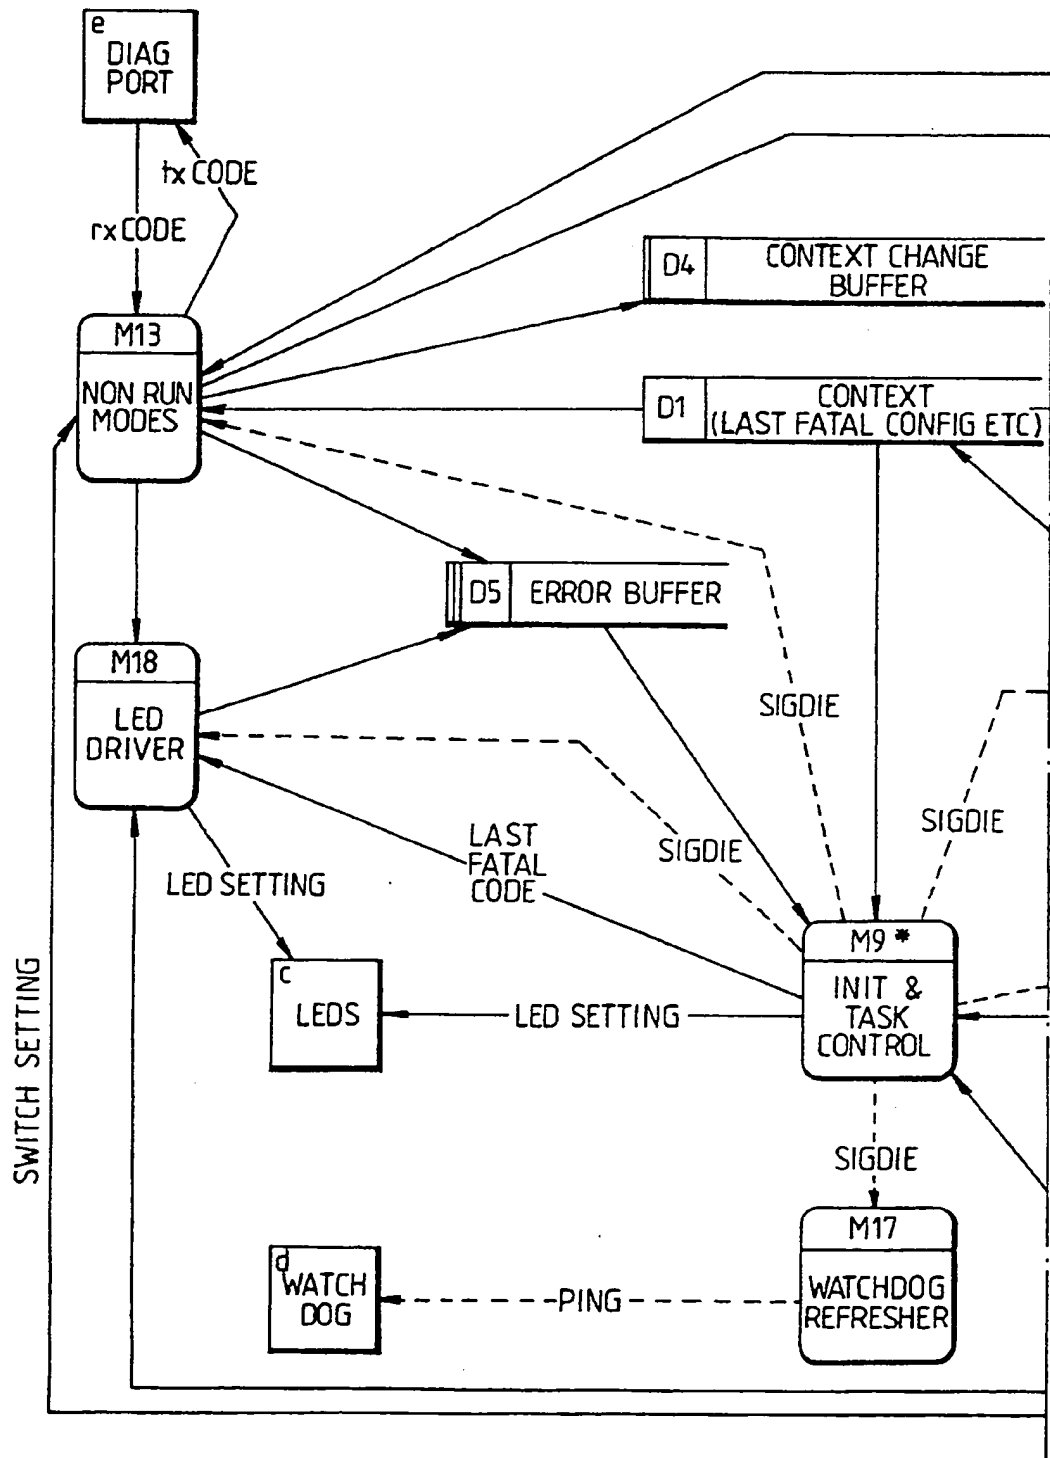 e
DIAG
PORT
tx CODE
rx CODE
D4
CONTEXT CHANGE
BUFFER
M13
NON RUN
MODES
D1
CONTEXT
(LAST FATAL CONFIG ETC)
D5
ERROR BUFFER
M18
LED
DRIVER
SIGDIE
SIGDIE
SIGDIE
LAST
FATAL
CODE
LED SETTING
M9 *
INIT &
TASK
CONTROL
c
LEDS
LED SETTING
SWITCH SETTING
SIGDIE
M17
WATCHDOG
REFRESHER
d
WATCH
DOG
PING